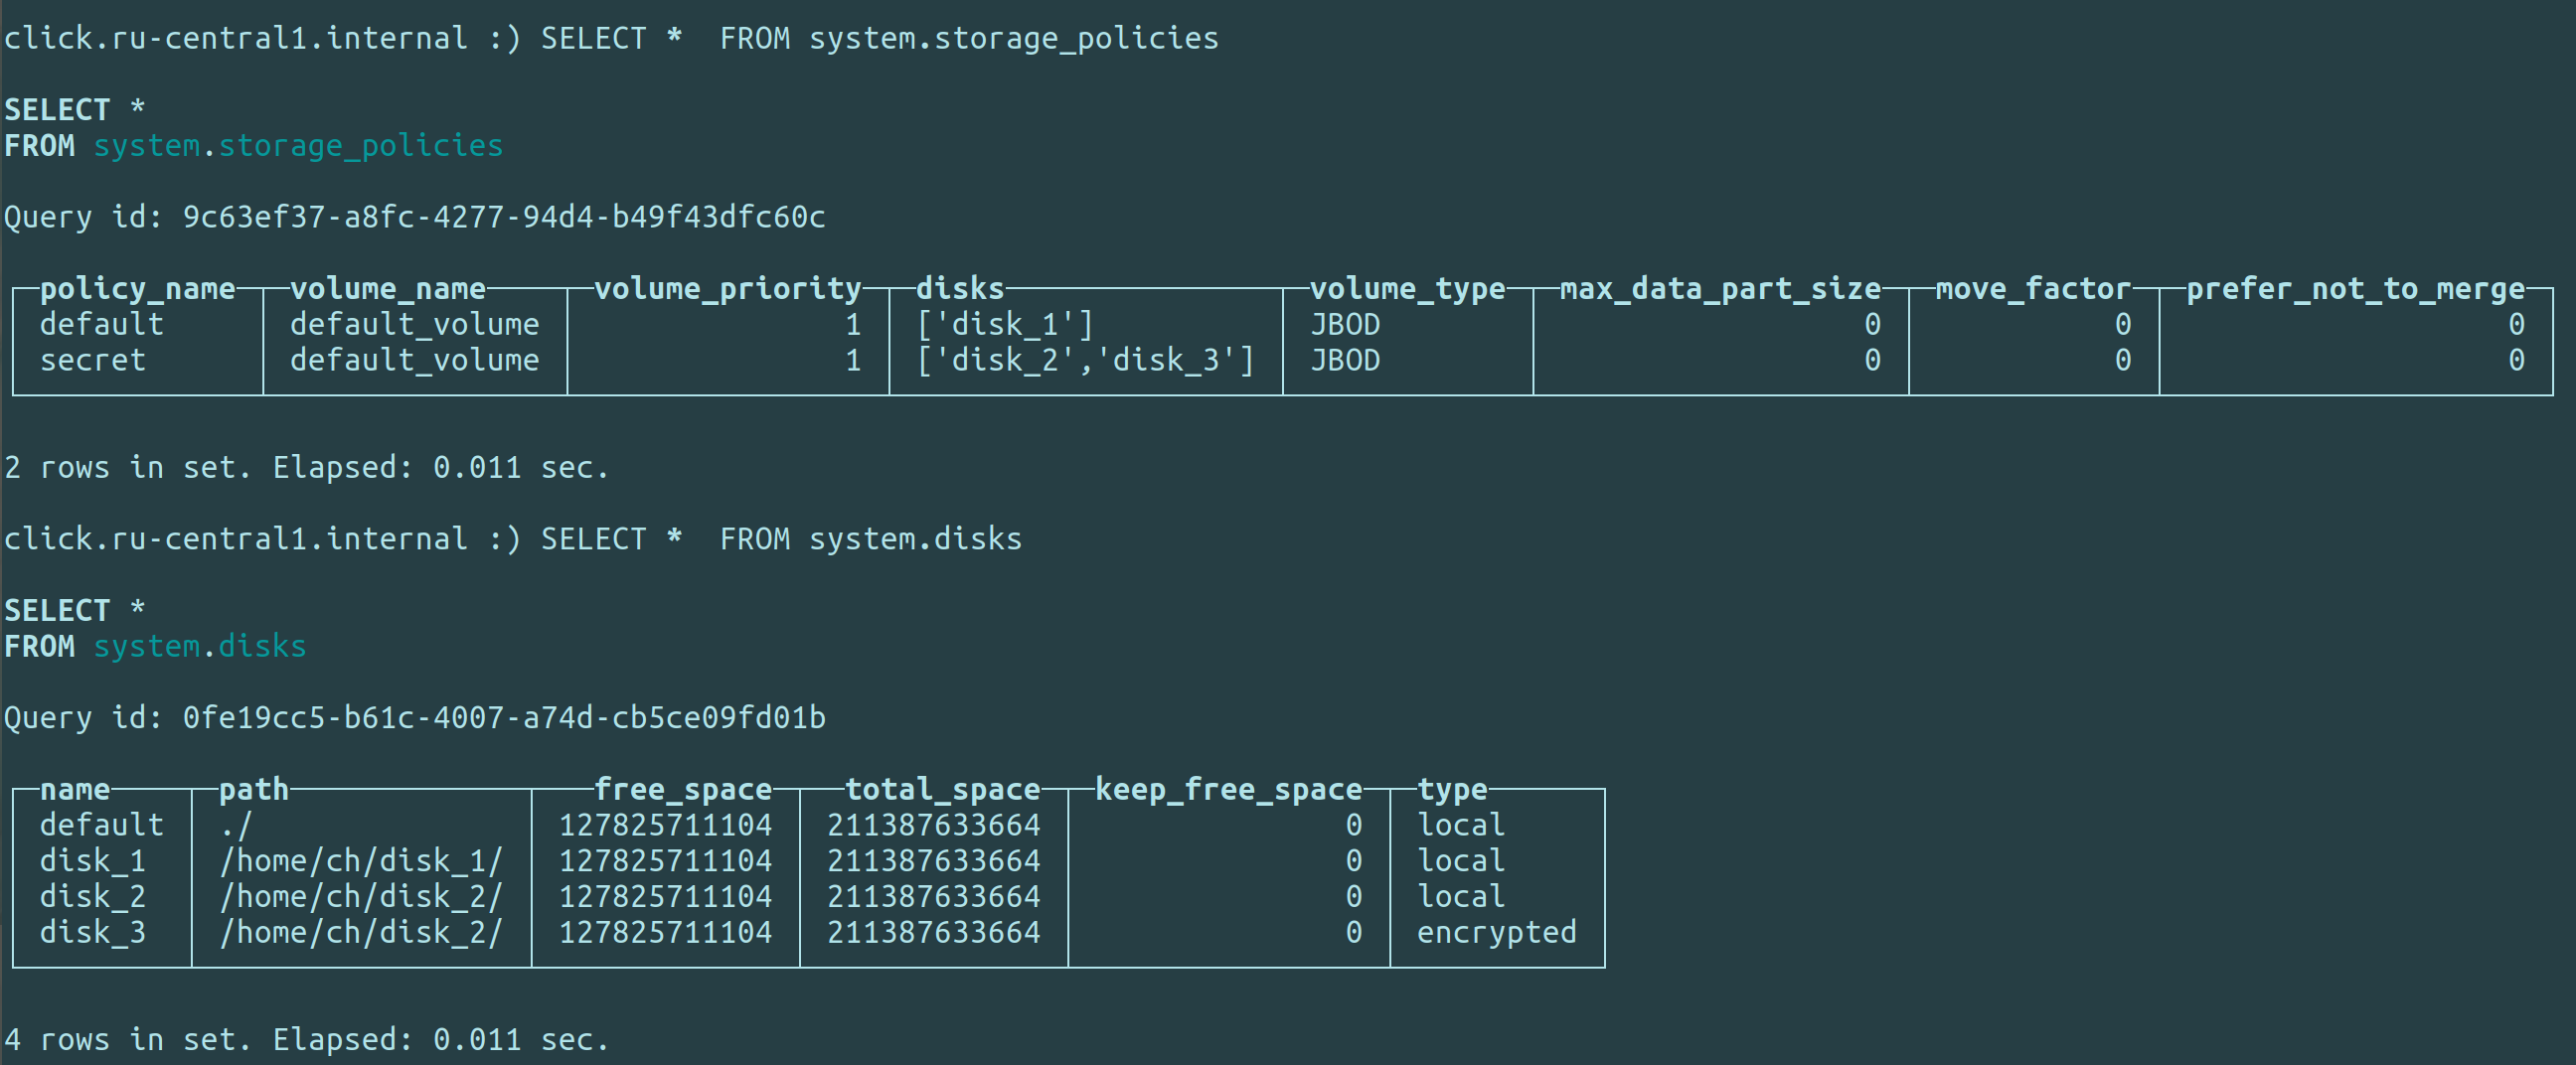 click.ru-central1.internal :) SELECT *  FROM system.storage_policies
SELECT *
FROM system.storage_policies
Query id: 9c63ef37-a8fc-4277-94d4-b49f43dfc60c
policy_name volume_name volume_priority disks volume_type max_data_part_size move_factor prefer_not_to_merge
default default_volume 1 ['disk_1'] JBOD 0 0 0
secret default_volume 1 ['disk_2','disk_3'] JBOD 0 0 0
2 rows in set. Elapsed: 0.011 sec.
click.ru-central1.internal :) SELECT *  FROM system.disks
SELECT *
FROM system.disks
Query id: 0fe19cc5-b61c-4007-a74d-cb5ce09fd01b
name path free_space total_space keep_free_space type
default ./ 127825711104 211387633664 0 local
disk_1 /home/ch/disk_1/ 127825711104 211387633664 0 local
disk_2 /home/ch/disk_2/ 127825711104 211387633664 0 local
disk_3 /home/ch/disk_2/ 127825711104 211387633664 0 encrypted
4 rows in set. Elapsed: 0.011 sec.